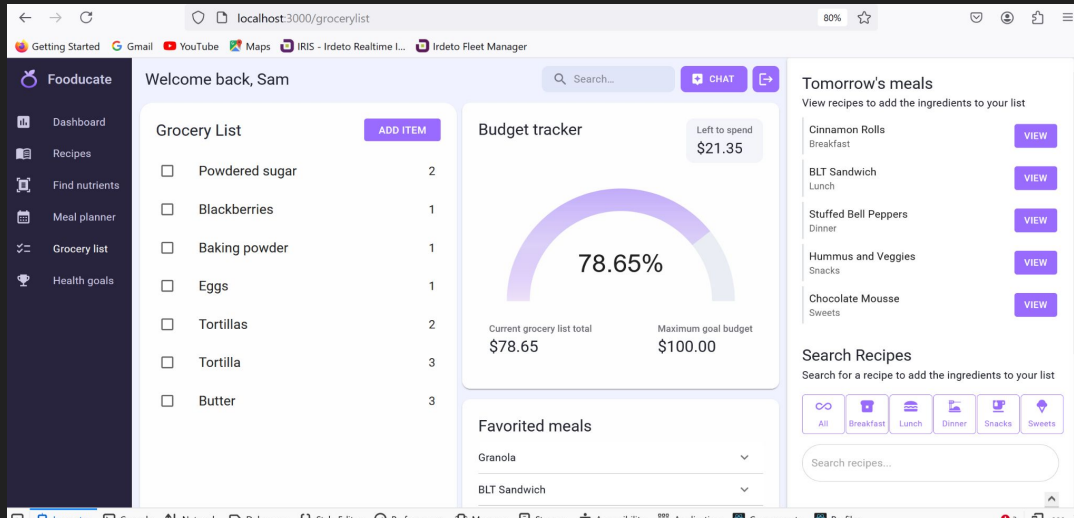 localhost:3000/grocerylist
80%
Getting Started
Gmail
YouTube
Maps
IRIS - Irdeto Realtime I...
Irdeto Fleet Manager
Fooducate
Dashboard
Recipes
Find nutrients
Meal planner
Grocery list
Health goals
Welcome back, Sam
Search...
CHAT
Grocery List
ADD ITEM
Powdered sugar 2
Blackberries 1
Baking powder 1
Eggs 1
Tortillas 2
Tortilla 3
Butter 3
Budget tracker
Left to spend
$21.35
78.65%
Current grocery list total
$78.65
Maximum goal budget
$100.00
Favorited meals
Granola
BLT Sandwich
Tomorrow's meals
View recipes to add the ingredients to your list
Cinnamon Rolls
Breakfast
VIEW
BLT Sandwich
Lunch
VIEW
Stuffed Bell Peppers
Dinner
VIEW
Hummus and Veggies
Snacks
VIEW
Chocolate Mousse
Sweets
VIEW
Search Recipes
Search for a recipe to add the ingredients to your list
All
Breakfast
Lunch
Dinner
Snacks
Sweets
Search recipes...